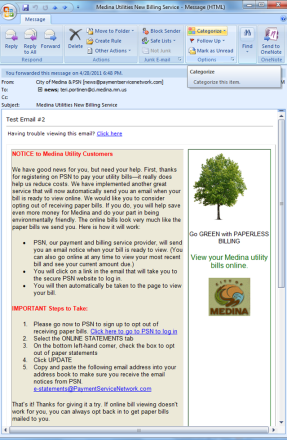 Medina Utilities New Billing Service - Message (HTML)
Message
Reply
Reply to All
Forward
Respond
Delete
Move to Folder
Create Rule
Other Actions
Actions
Block Sender
Safe Lists
Not Junk
Junk E-mail
Categorize
Follow Up
Mark as Unread
Options
Find
Send to OneNote
OneNote
Categorize
Categorize this item.
You forwarded this message on 4/28/2011 6:48 PM.
From: City of Medina & PSN [news@paymentservicenetwork.com]
To: news; teri.portinen@ci.medina.mn.us
Cc:
Subject: Medina Utilities New Service
Test Email #2
Having trouble viewing this email? Click here
NOTICE to Medina Utility Customers
We have good news for you, but need your help. First, thanks
for registering on PSN to pay your utility bills—it really does
help us reduce costs. We have implemented another great
service that will now automatically send you an email when your
bill is ready to view online. We would like you to consider
opting out of receiving paper bills. If you do, you will help save
even more money for Medina and do your part in being
environmentally friendly. The online bills look very much like the
paper bills we send you. Here is how it will work:
• PSN, our payment and billing service provider, will send
you an email notice when your bill is ready to view. (You
can also going online at any time to view your most recent
bill and see your current amount due.)
• You will click on a link in the email that will take you to
the secure PSN website to log in.
• You will then automatically be taken to the page to view
your bill.
IMPORTANT Steps to Take:
1. Please go now to PSN to sign up to opt out of
receiving paper bills. Click here to go to PSN to log in
2. Select the ONLINE STATEMENTS tab
3. On the bottom left-hand corner, check the box to opt
out of paper statements
4. Click UPDATE
5. Copy and paste the following email address into your
address book to make sure you receive the email
notices from PSN.
e-statements@PaymentServiceNetwork.com
That's it! Thanks for giving it a try. If online bill viewing doesn't
work for you, you can always opt back in to get paper bills
mailed to you.
Go GREEN with PAPERLESS
BILLING
View your Medina utility
bills online.
MEDINA